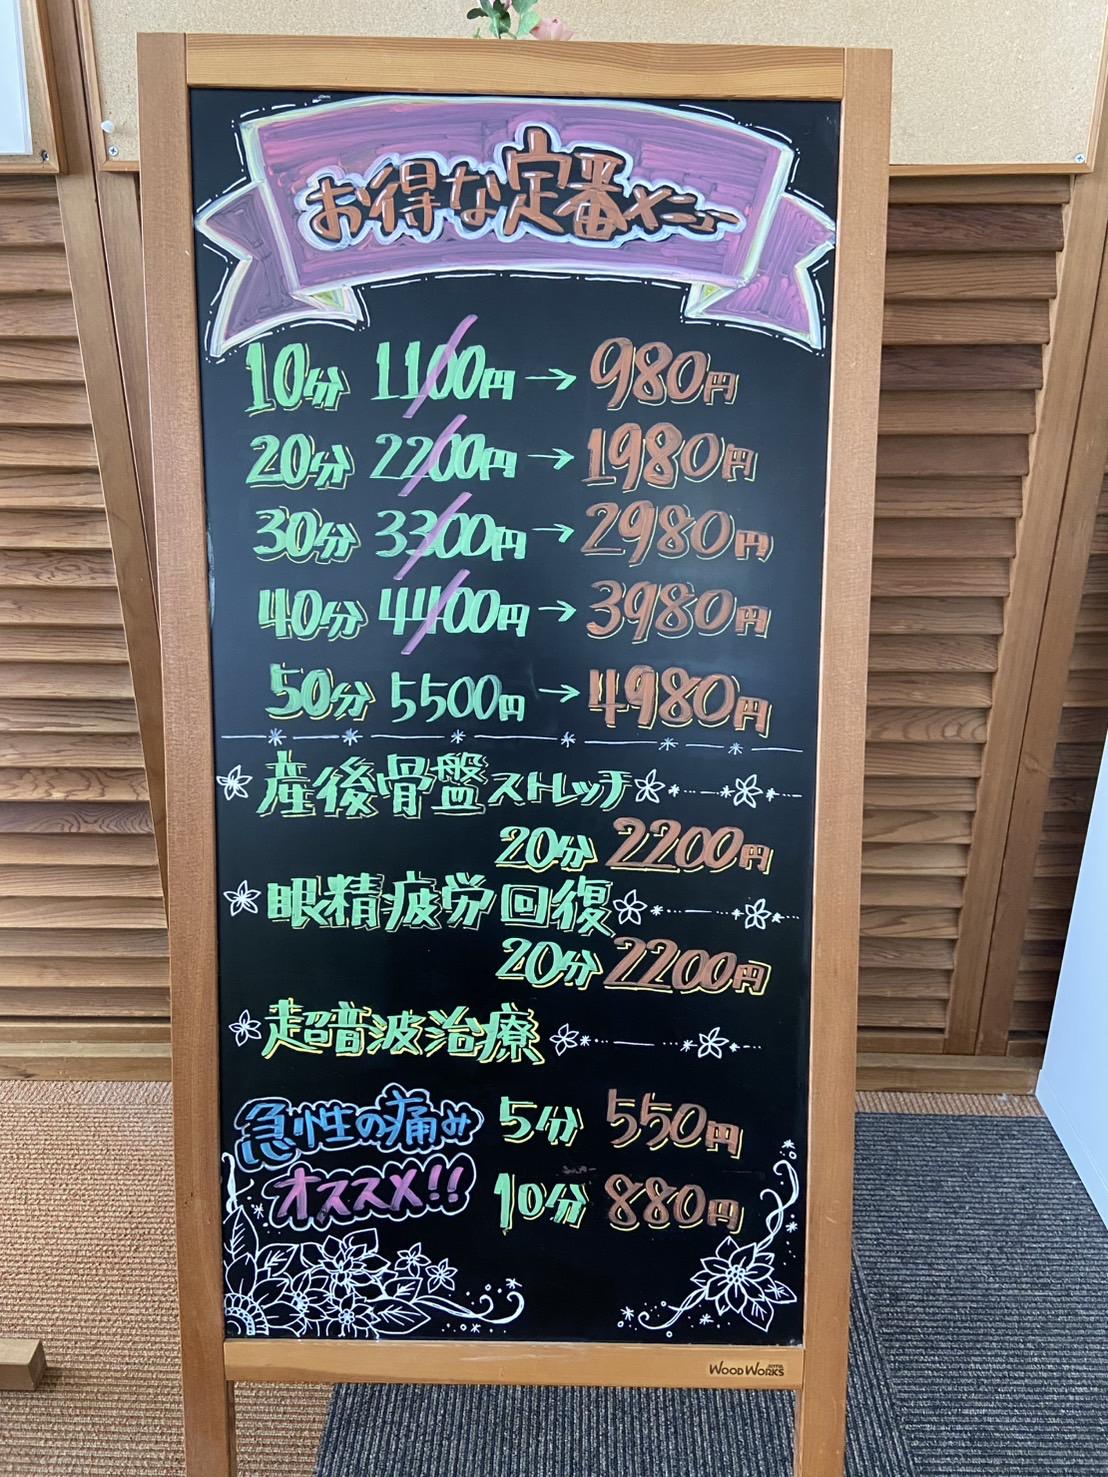 お得な定番メニュー
10分 1100円→980円
20分 2200円→1980円
30分 3300円→2980円
40分 4400円→3980円
50分 5500円→4980円
産後骨盤ストレッチ
20分 2200円
眼精疲労回復
20分 2200円
超音波治療
急性の痛み 5分 550円
オススメ!! 10分 880円
WOOD WORKS